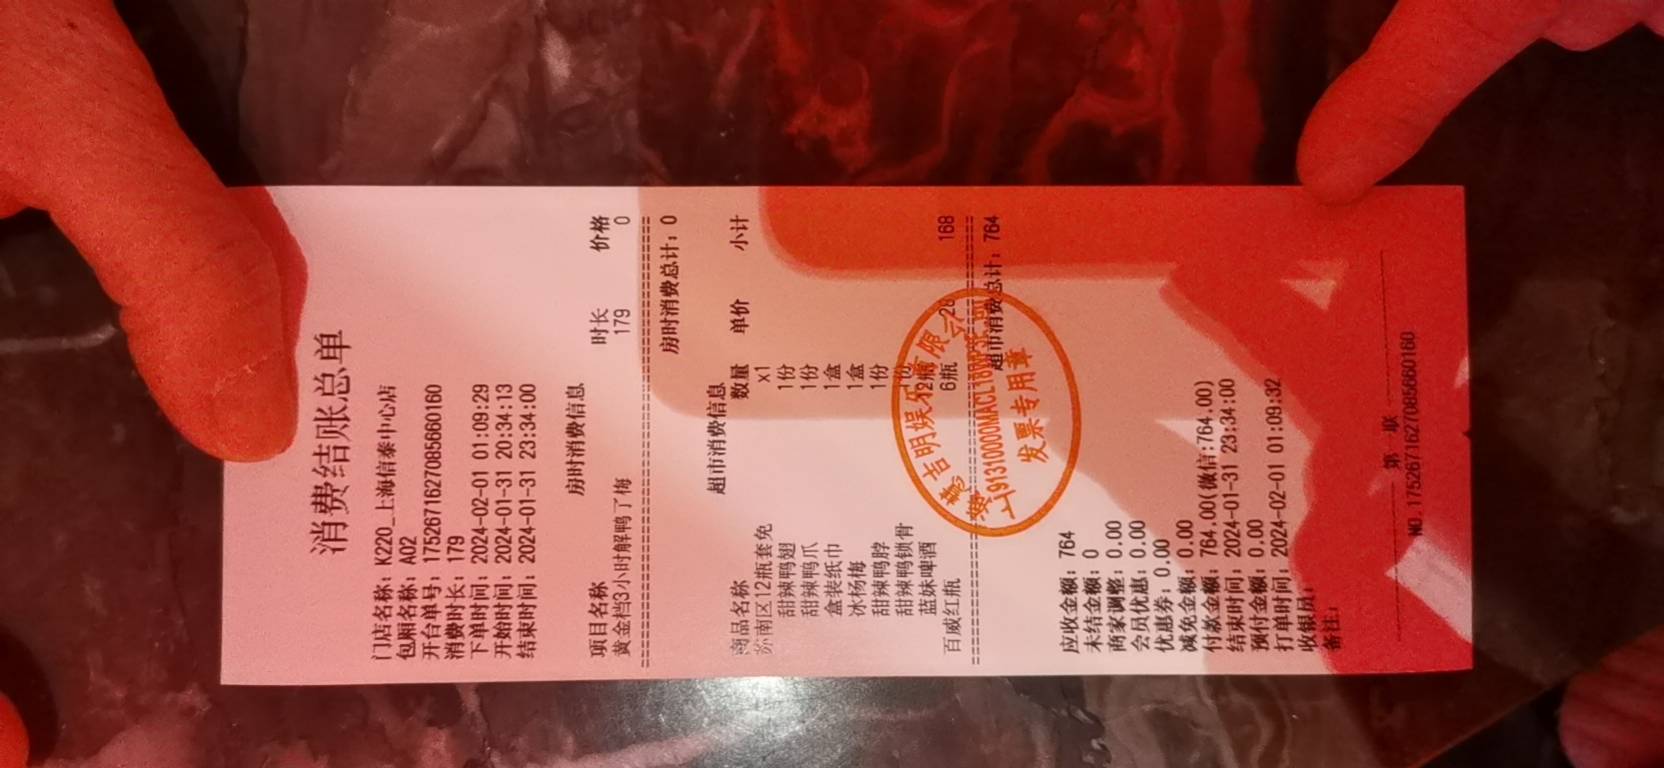 消费结账总单
门店名称: K220_上海信泰中心店
包厢名称: A02
开台单号: 1752671627085660160
消费时长: 179
下单时间: 2024-02-01 01:09:29
开始时间: 2024-01-31 20:34:13
结束时间: 2024-01-31 23:34:00
房时消费信息
项目名称 时长 价格
黄金档3小时解鸭了梅 179 0
房时消费总计: 0
超市消费信息
商品名称 数量 单价 小计
苏南区12瓶套免 x1
甜辣鸭翅 1份
甜辣鸭爪 1份
盒装纸巾 1盒
冰杨梅 1盒
甜辣鸭脖 1份
甜辣鸭锁骨 1份
蓝妹啤酒 12瓶
百威红瓶 6瓶 28 168
超市消费总计: 764
发票专用章
应收金额: 764
未结金额: 0
商家调整: 0.00
会员优惠: 0.00
优惠券: 0.00
减免金额: 0.00
付款金额: 764.00(微信:764.00)
结束时间: 2024-01-31 23:34:00
预付金额: 0.00
打单时间: 2024-02-01 01:09:32
收银员:
备注:
第一联
NO.1752671627085660160